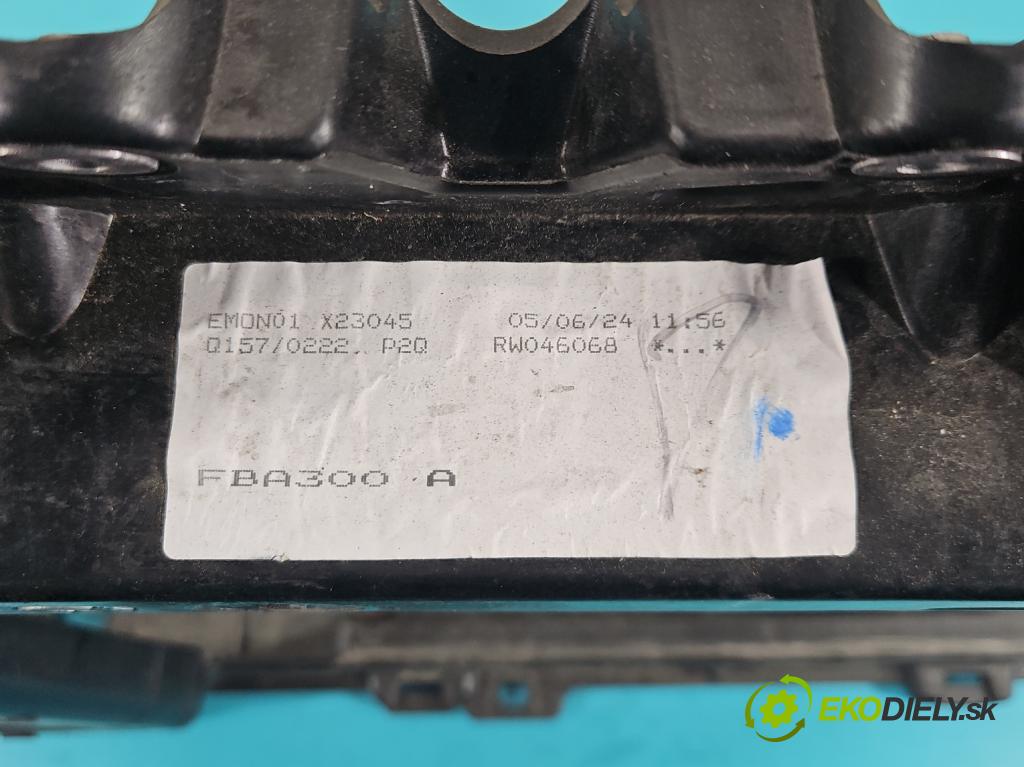 EMON01 X23045 05/06/24 11:56
Q157/0222 P2Q RW046068 *...*
FBA300 A
EKODIELY.sk